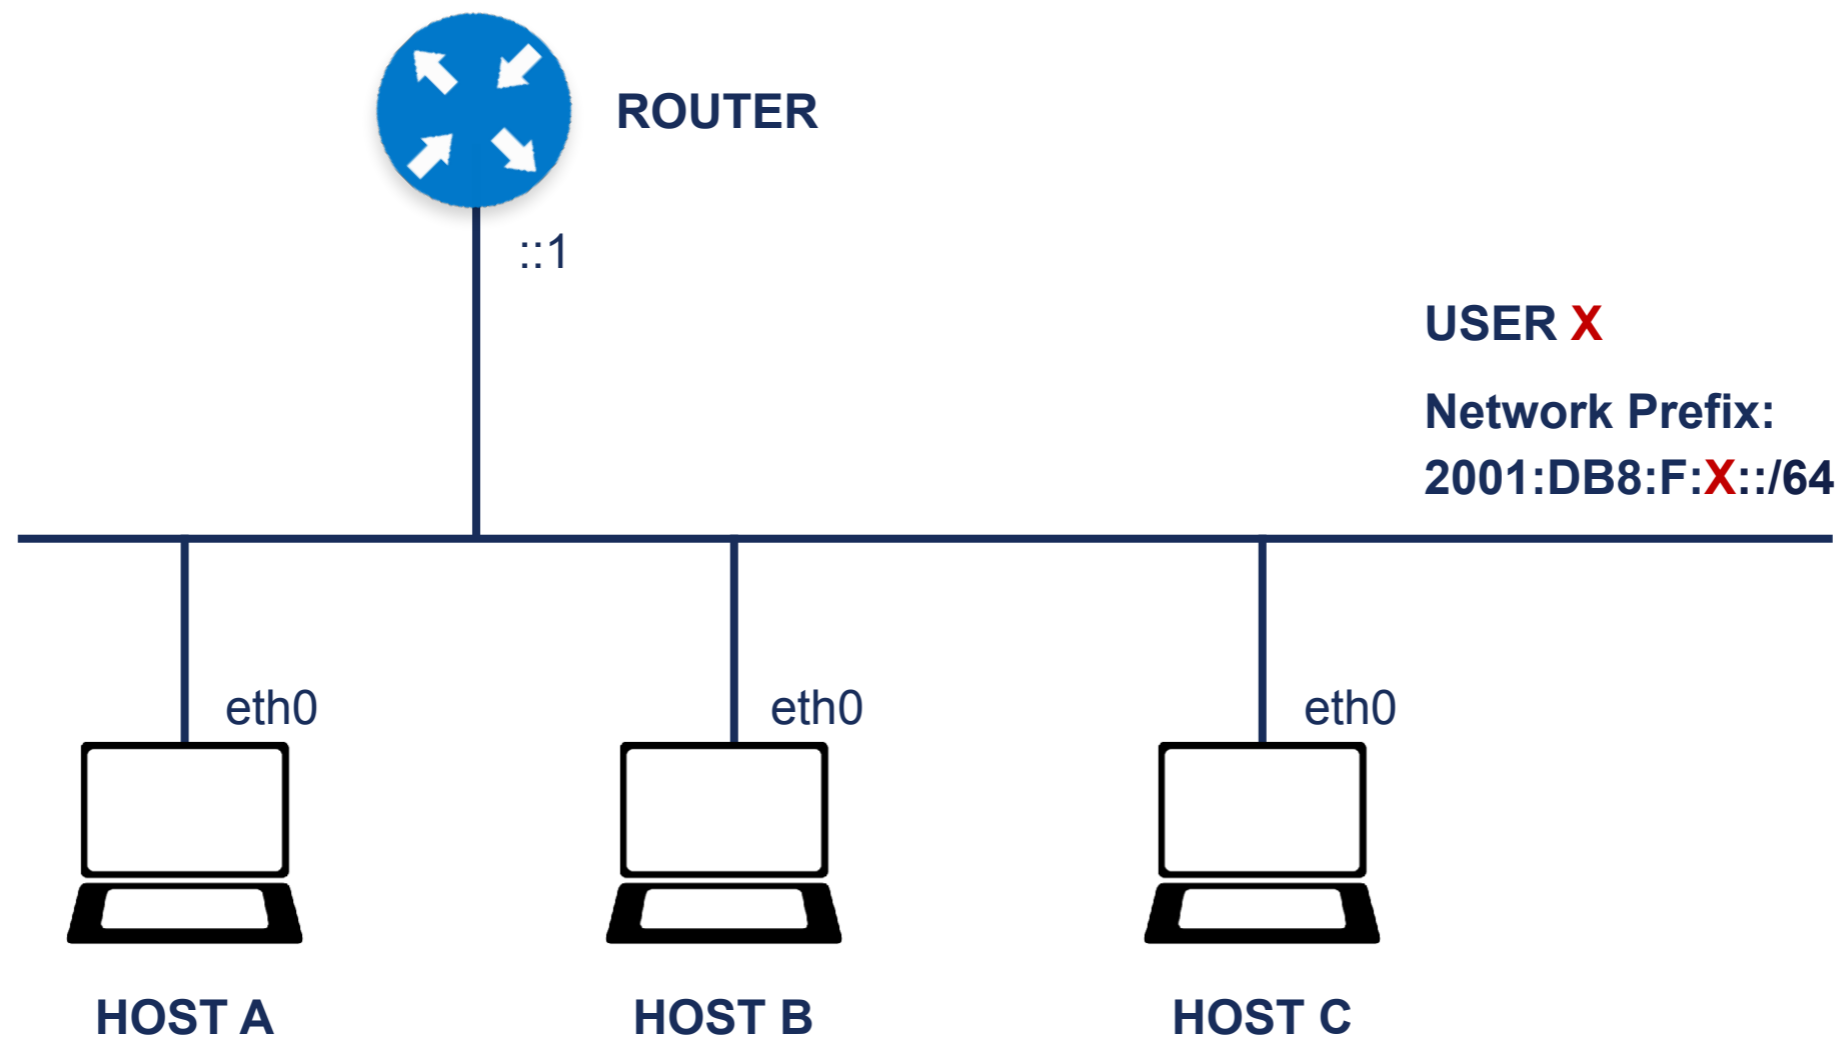 ROUTER
::1
USER X
Network Prefix:
2001:DB8:F:X::/64
eth0
eth0
eth0
HOST A
HOST B
HOST C